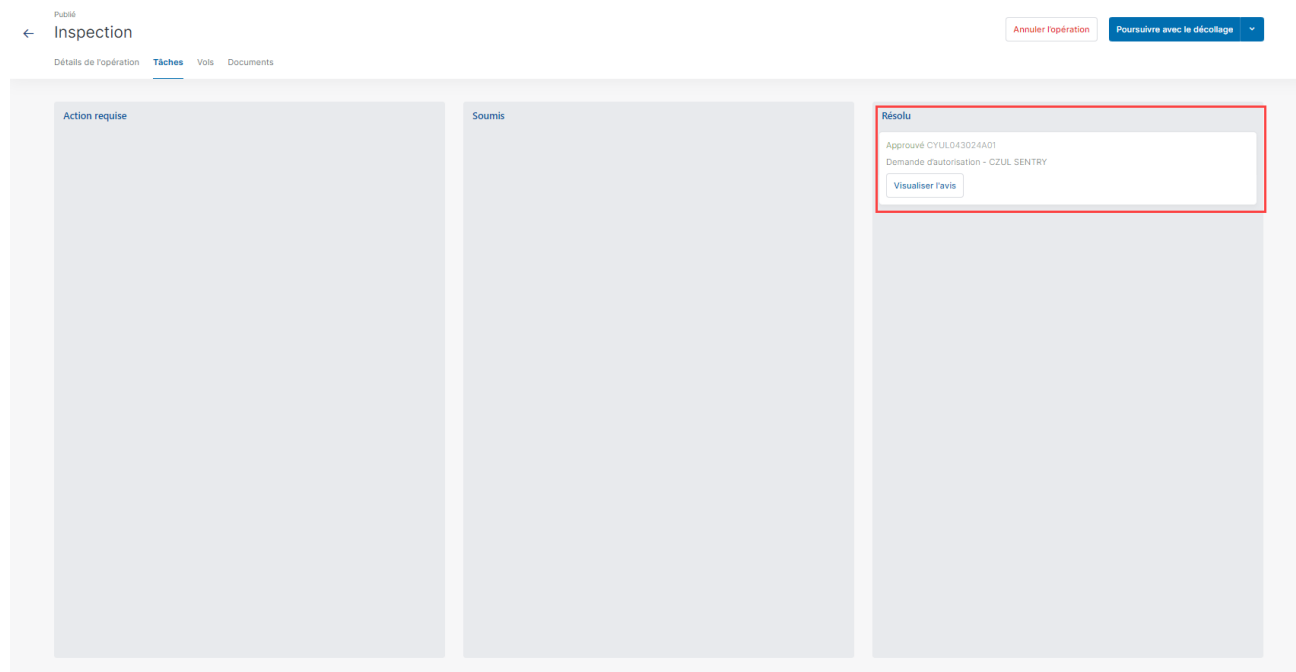 Publié
Inspection
Annuler l'opération
Poursuivre avec le décollage
Détails de l'opération Tâches Vols Documents
Action requise
Soumis
Résolu
Approuvé CYUL043024A01
Demande d'autorisation - CZUL SENTRY
Visualiser l'avis